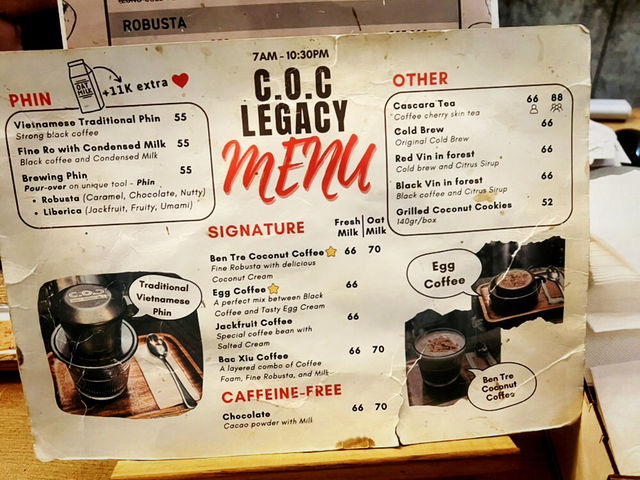 ROBUSTA
7AM - 10:30PM
C.O.C
LEGACY
MENU
OAT
MILK
+11K extra
PHIN
Vietnamese Traditional Phin 55
Strong black coffee
Fine Ro with Condensed Milk 55
Black coffee and Condensed Milk
Brewing Phin 55
Pour-over on unique tool - Phin
• Robusta (Caramel, Chocolate, Nutty)
• Liberica (Jackfruit, Fruity, Umami)
Traditional
Vietnamese
Phin
C.O.C
SIGNATURE
Fresh Milk | Oat Milk
Ben Tre Coconut Coffee 66 70
Fine Robusta with delicious
Coconut Cream
Egg Coffee 66
A perfect mix between Black
Coffee and Tasty Egg Cream
Jackfruit Coffee 66
Special coffee bean with
Salted Cream
Bac Xiu Coffee 66 70
A layered combo of Coffee
Foam, Fine Robusta, and Milk
CAFFEINE-FREE
Chocolate 66 70
Cacao powder with Milk
OTHER
Cascara Tea 66 88
Coffee cherry skin tea
Cold Brew 66
Original Cold Brew
Red Vin in forest 66
Cold brew and Citrus Sirup
Black Vin in forest 66
Black coffee and Citrus Sirup
Grilled Coconut Cookies 52
140gr/box
Egg
Coffee
Ben Tre
Coconut
Coffee